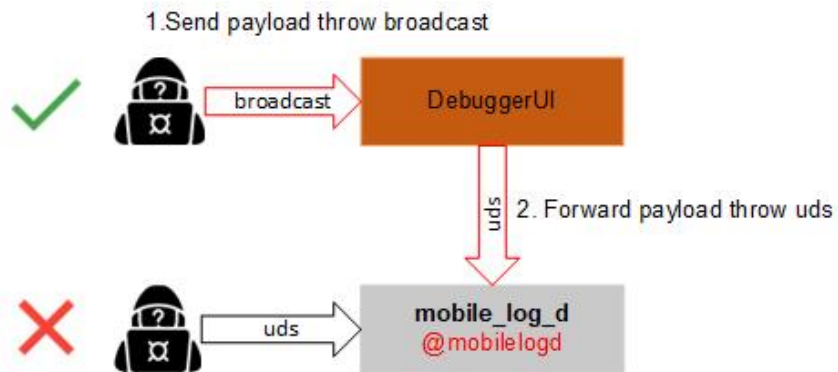 1.Send payload throw broadcast
?
broadcast
DebuggerUI
uds
2. Forward payload throw uds
?
uds
mobile_log_d
@mobilelogd